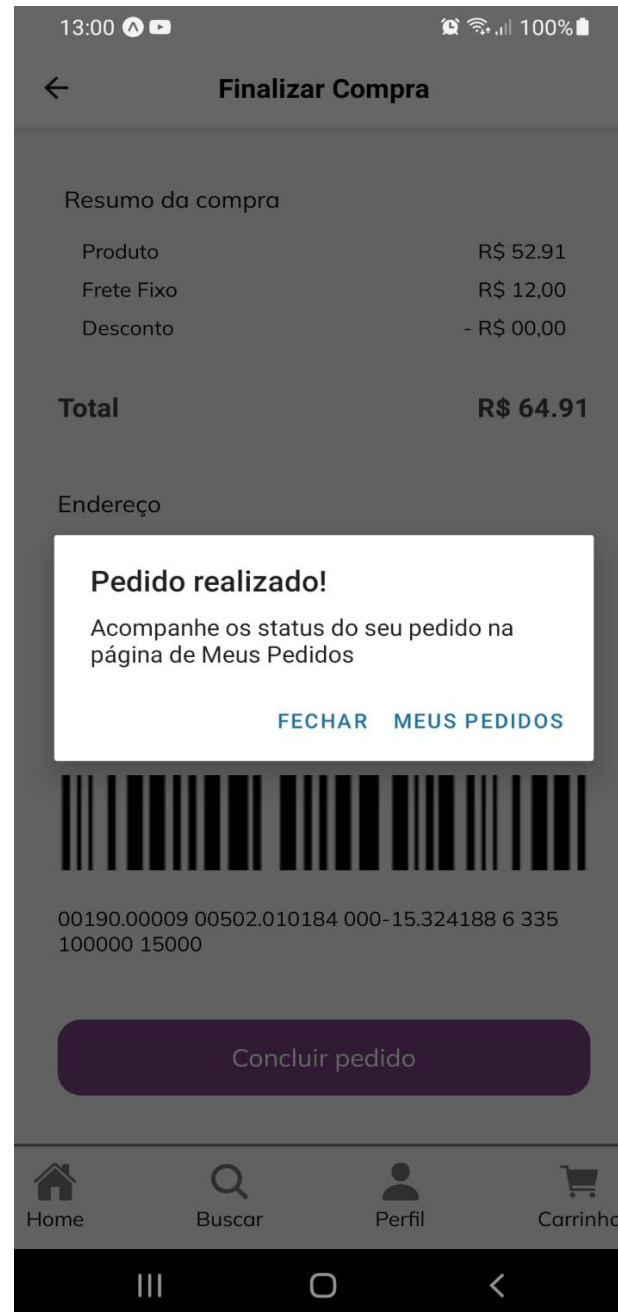 13:00 100%
Finalizar Compra
Resumo da compra
Produto R$ 52.91
Frete Fixo R$ 12,00
Desconto - R$ 00,00
Total R$ 64.91
Endereço
Pedido realizado!
Acompanhe os status do seu pedido na
página de Meus Pedidos
FECHAR MEUS PEDIDOS
00190.00009 00502.010184 000-15.324188 6 335
100000 15000
Concluir pedido
Home Buscar Perfil Carrinho